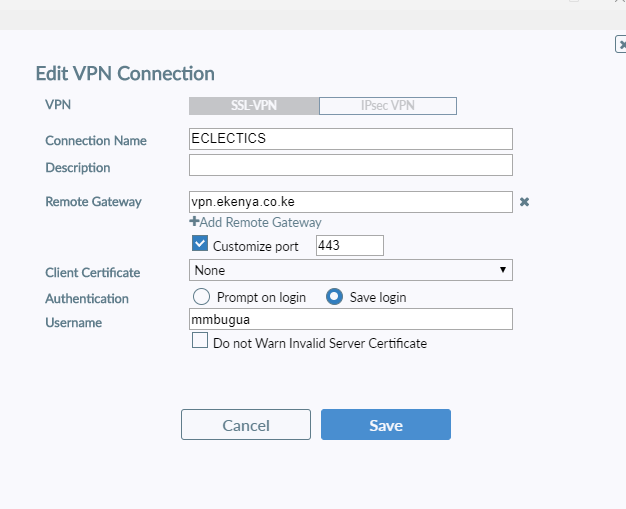 Edit VPN Connection
VPN SSL-VPN IPsec VPN
Connection Name ECLECTICS
Description
Remote Gateway vpn.ekenya.co.ke
+Add Remote Gateway
Customize port 443
Client Certificate None
Authentication Prompt on login Save login
Username mmbugua
Do not Warn Invalid Server Certificate
Cancel Save